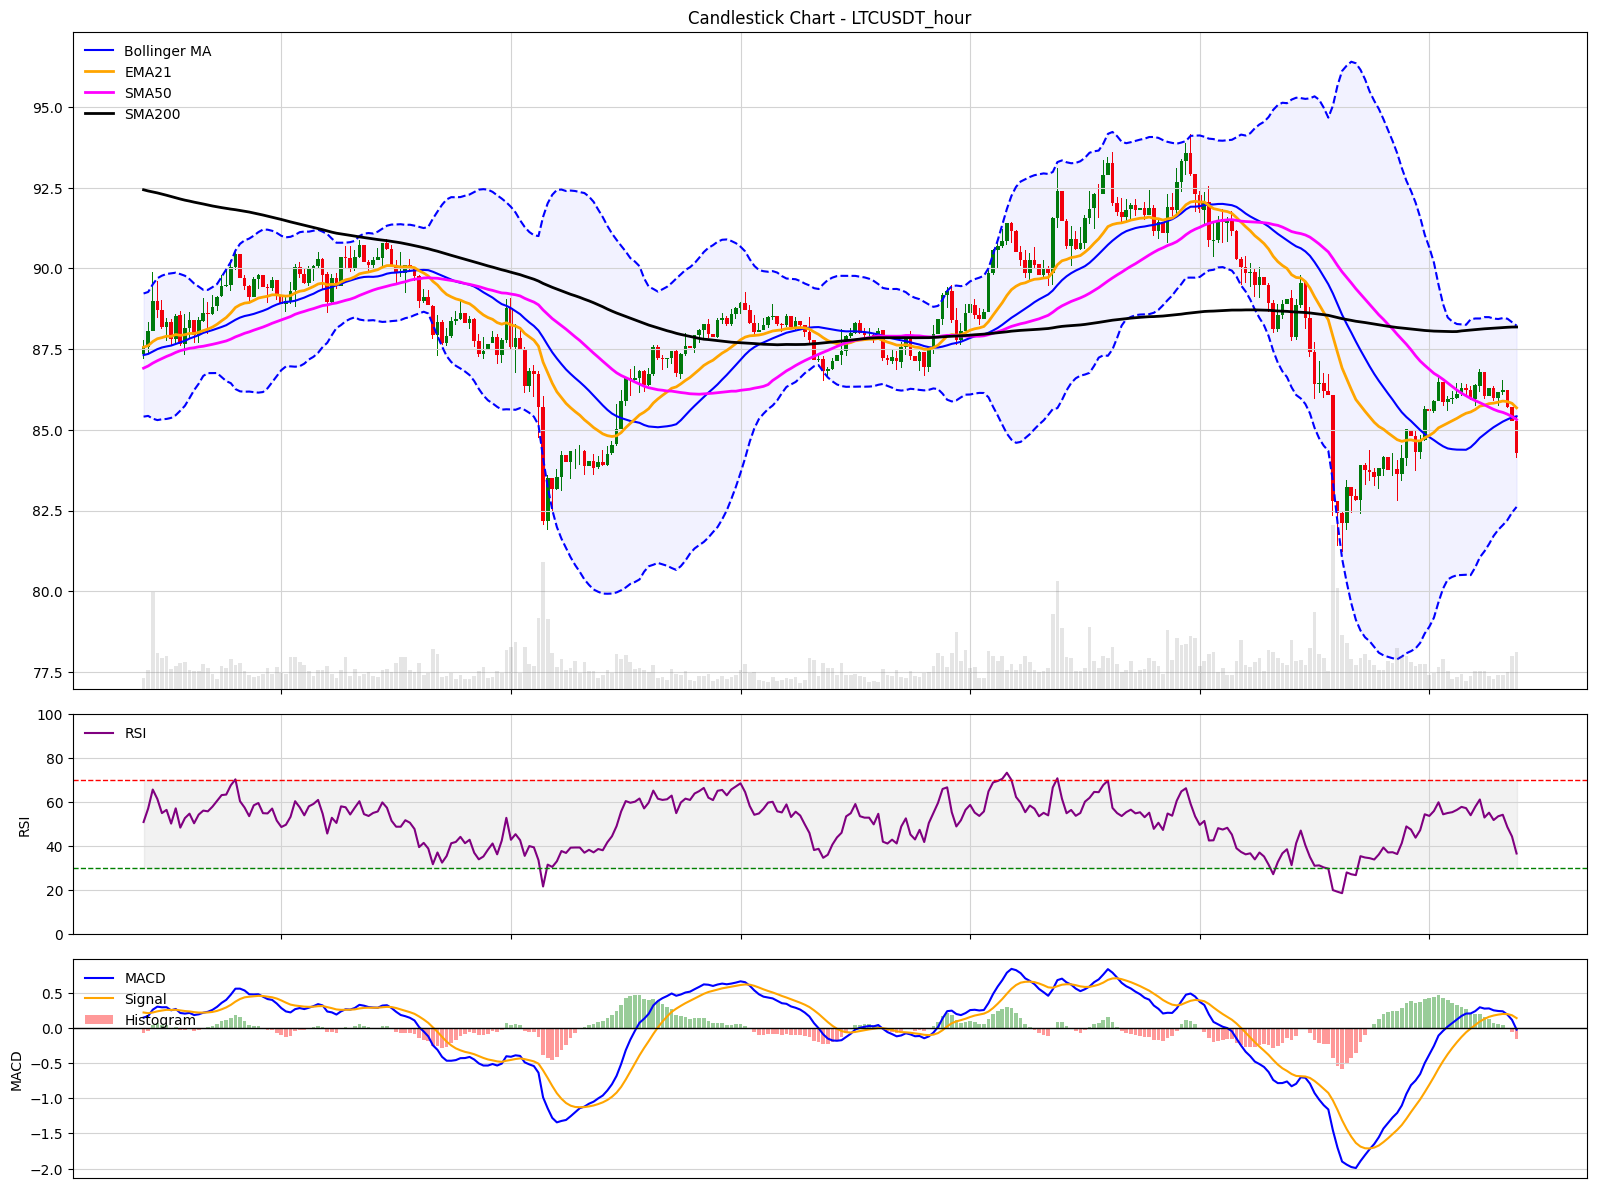 Candlestick Chart - LTCUSDT_hour
Bollinger MA
EMA21
SMA50
SMA200
95.0
92.5
90.0
87.5
85.0
82.5
80.0
77.5
RSI
100
80
60
40
20
0
RSI
MACD
Signal
Histogram
0.5
0.0
−0.5
−1.0
−1.5
−2.0
MACD